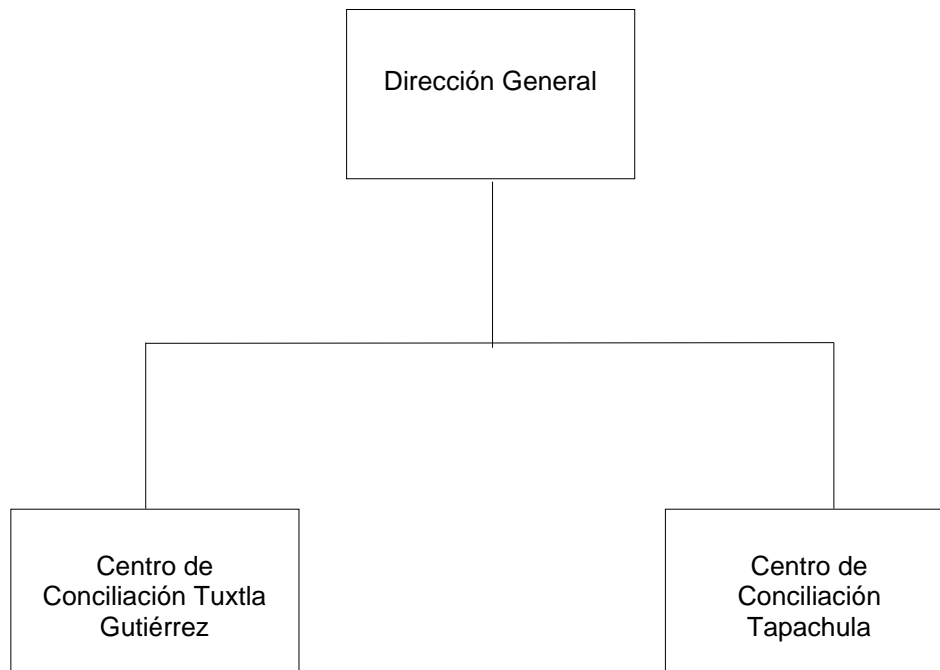 Dirección General
Centro de
Conciliación Tuxtla
Gutiérrez
Centro de
Conciliación
Tapachula